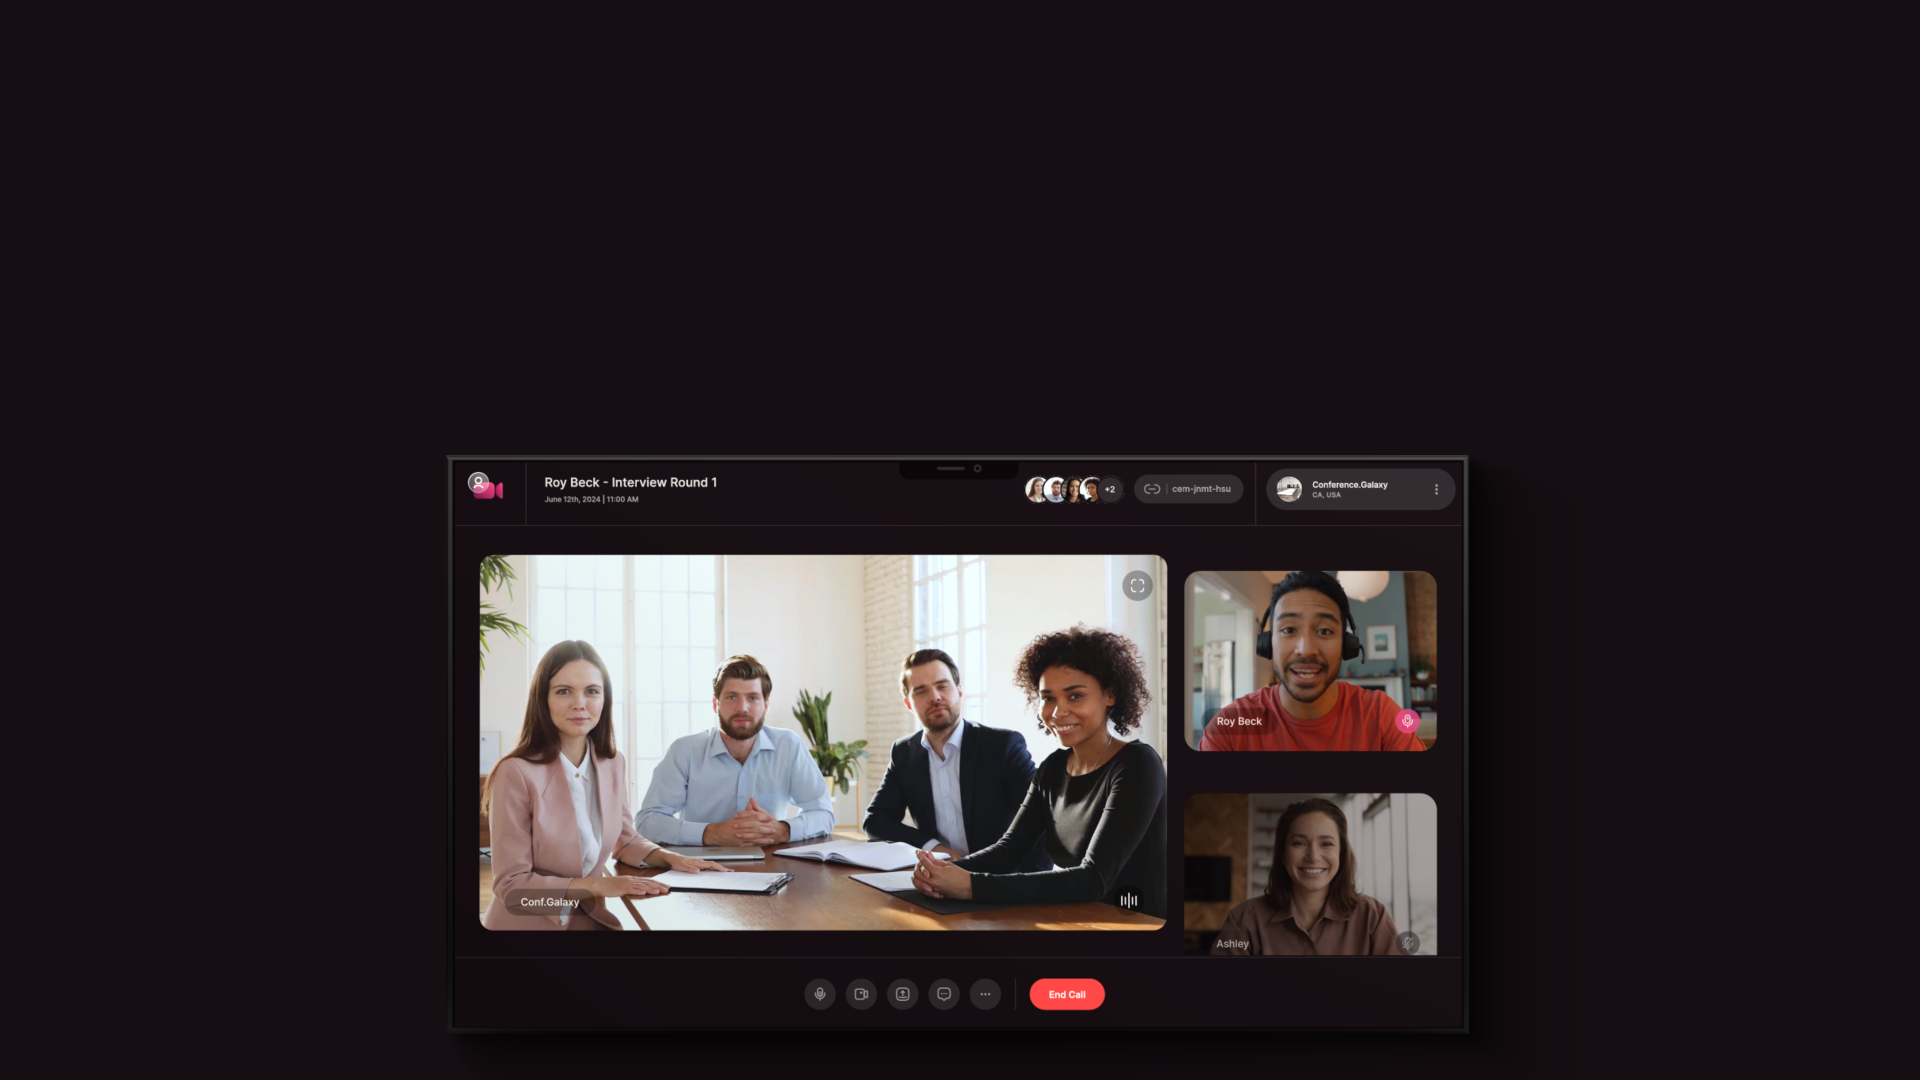 Roy Beck - Interview Round 1
June 12th, 2024 | 11:00 AM
+2
cem-jnmt-hsu
Conference.Galaxy
CA, USA
Roy Beck
Conf.Galaxy
Ashley
End Call